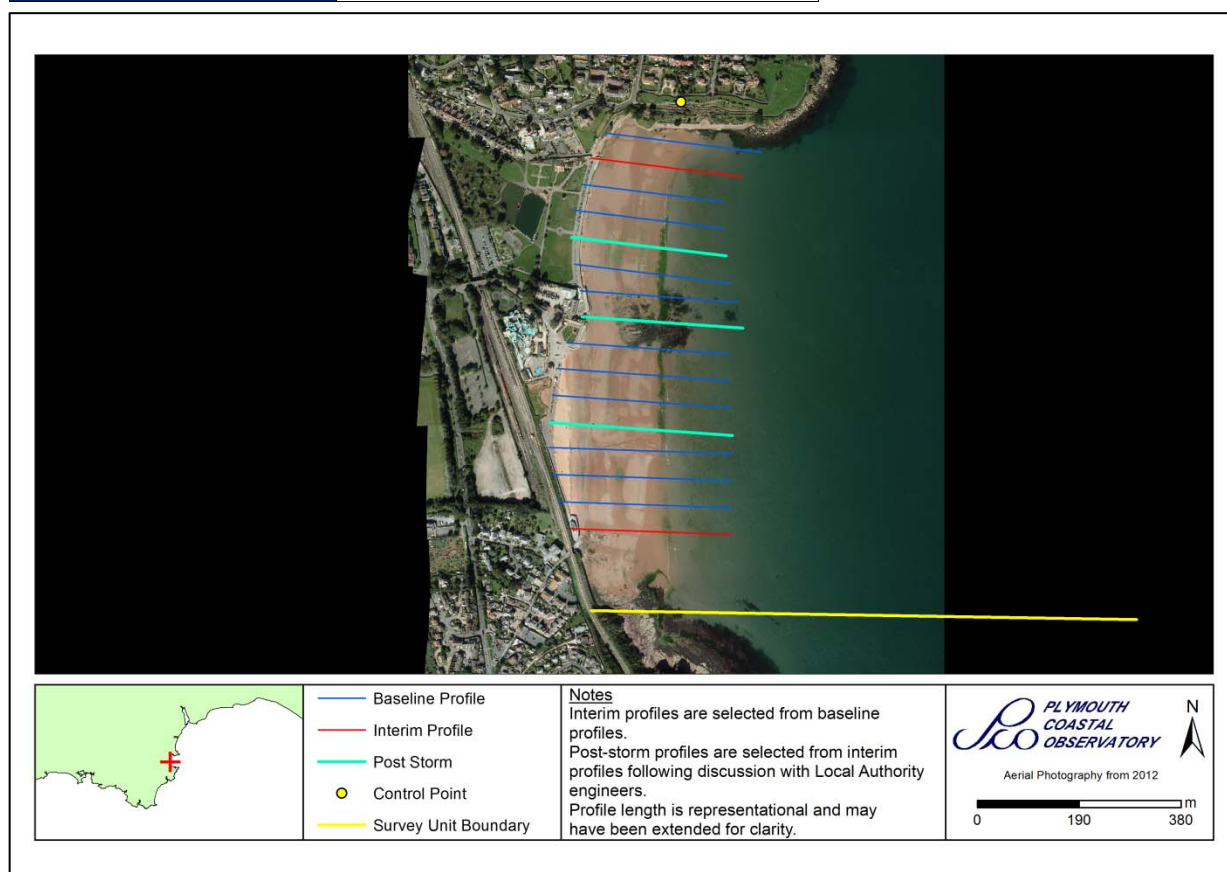 Baseline Profile
Interim Profile
Post Storm
Control Point
Survey Unit Boundary
Notes
Interim profiles are selected from baseline
profiles.
Post-storm profiles are selected from interim
profiles following discussion with Local Authority
engineers.
Profile length is representational and may
have been extended for clarity.
PLYMOUTH
COASTAL
OBSERVATORY
N
Aerial Photography from 2012
m
0 190 380